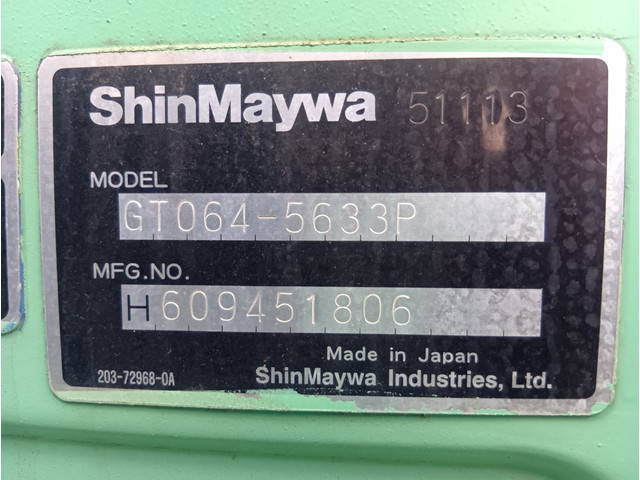 ShinMaywa 51113
MODEL
GT064-5633P
MFG.NO.
H609451806
Made in Japan
203-72968-0A ShinMaywa Industries, Ltd.